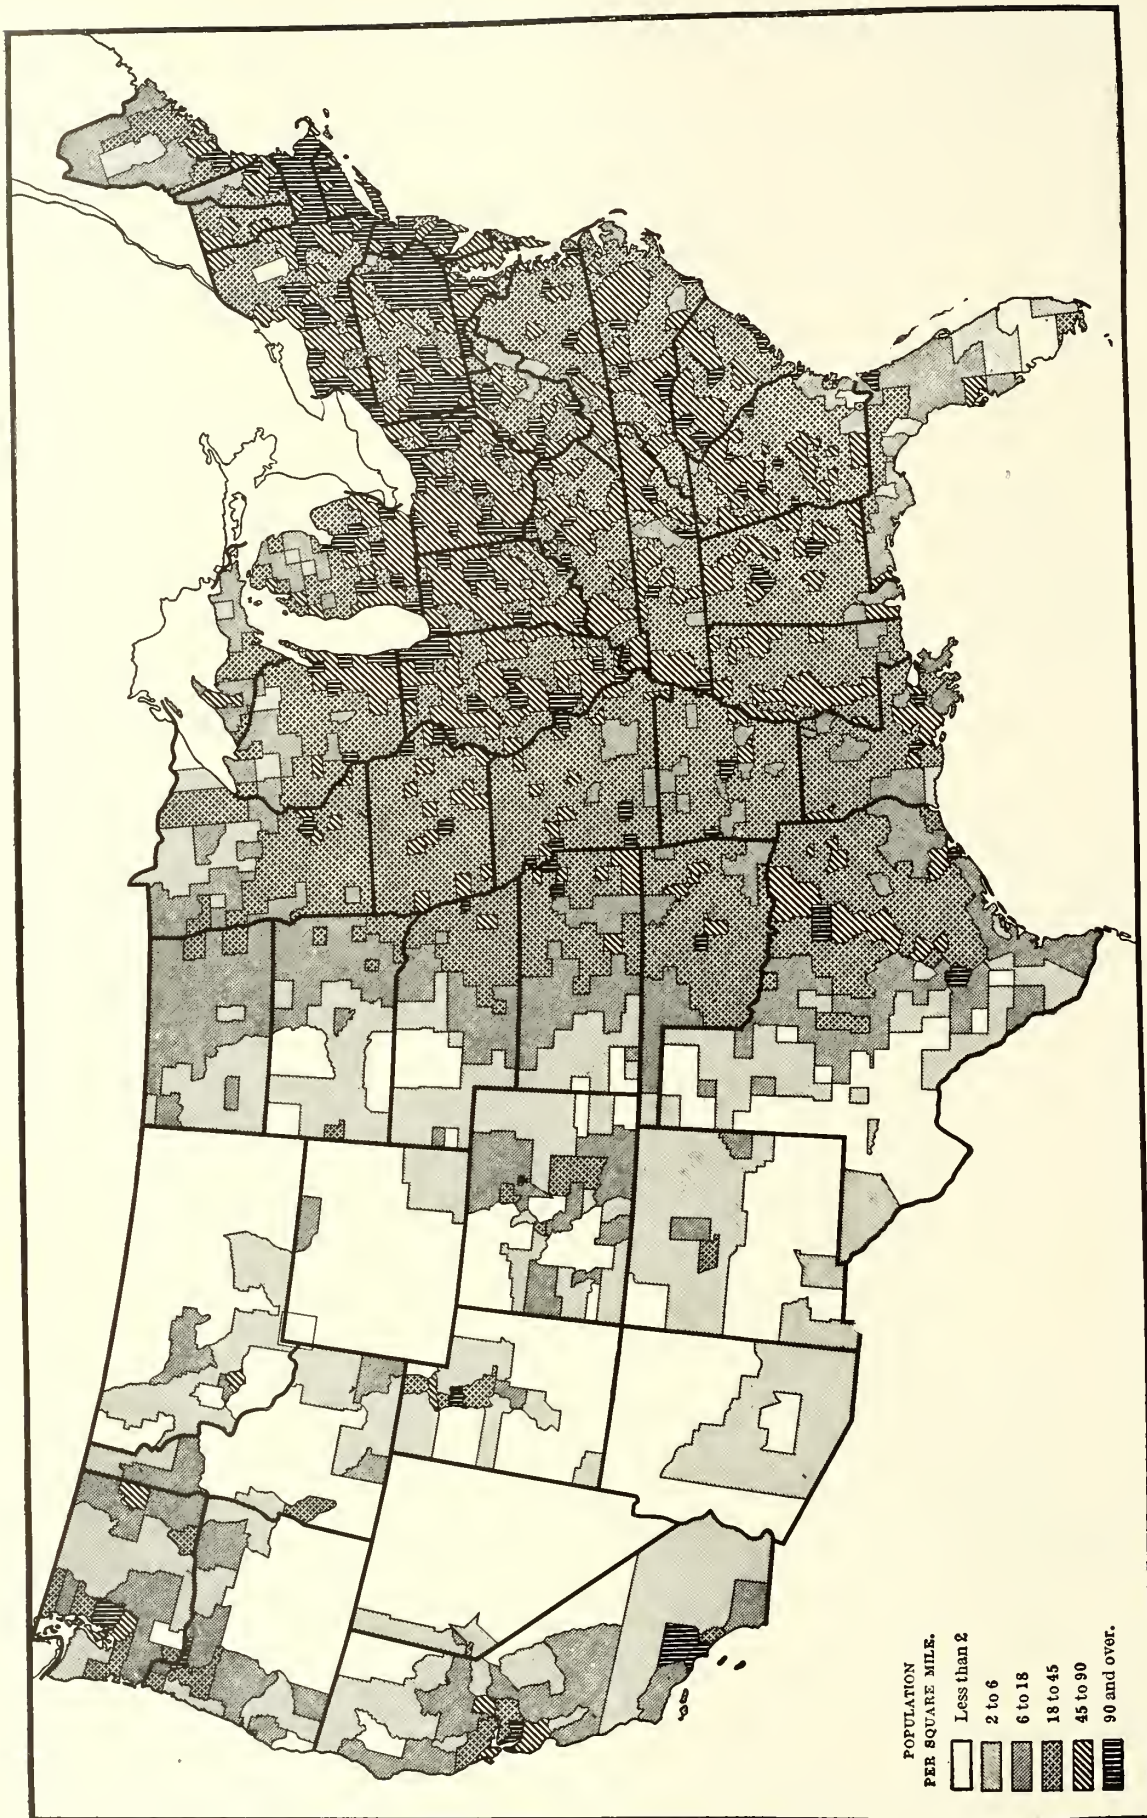 POPULATION
PER SQUARE MILE.
Less than 2
2 to 6
6 to 18
18 to 45
45 to 90
90 and over.